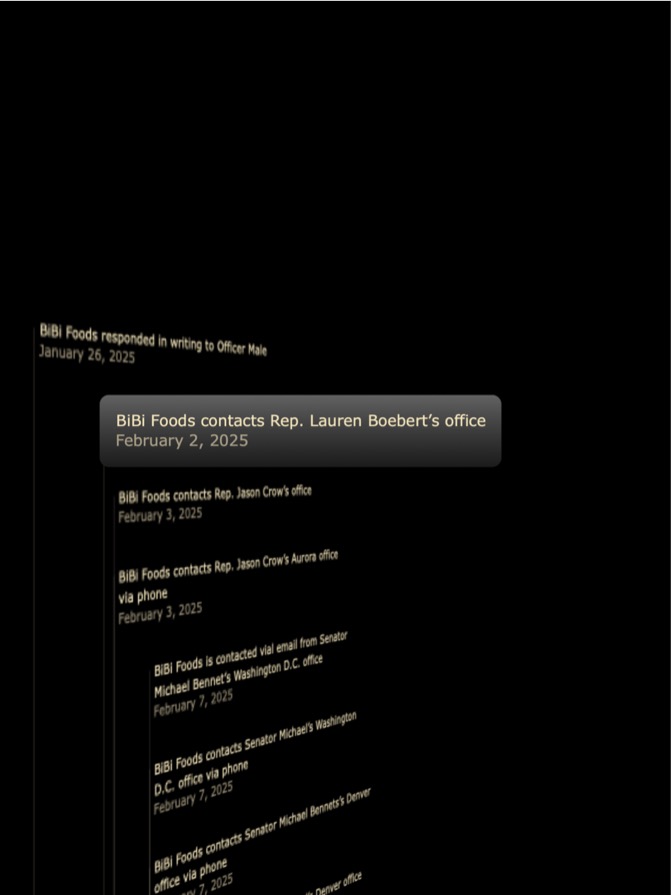 BiBi Foods responded in writing to Officer Male
January 26, 2025
BiBi Foods contacts Rep. Lauren Boebert’s office
February 2, 2025
BiBi Foods contacts Rep. Jason Crow’s office
February 3, 2025
BiBi Foods contacts Rep. Jason Crow’s Aurora office
via phone
February 3, 2025
BiBi Foods is contacted vial email from Senator
Michael Bennet’s Washington D.C. office
February 7, 2025
BiBi Foods contacts Senator Michael’s Washington
D.C. office via phone
February 7, 2025
BiBi Foods contacts Senator Michael Bennets’s Denver
office via phone
7, 2025
Denver office